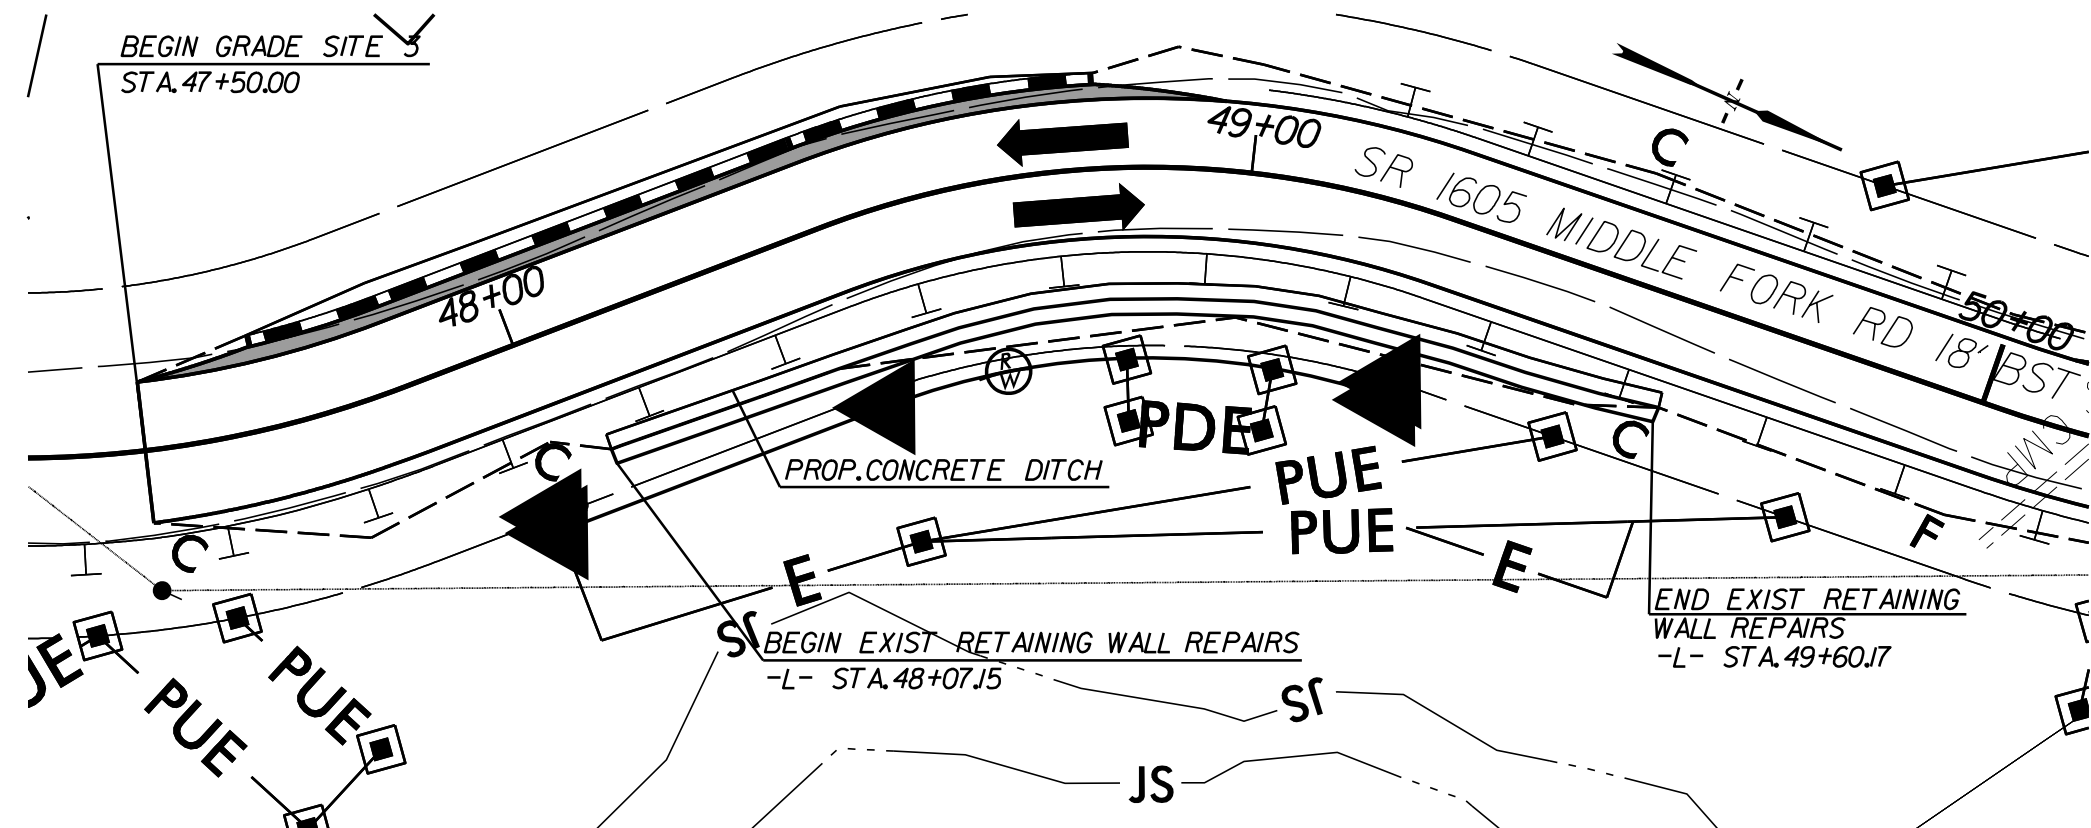 BEGIN GRADE SITE 3
STA.47+50.00
49+00
C
SR 1605 MIDDLE FORK RD 18' BST
48+00
50+00
R
W
PDE
C
C
PROP.CONCRETE DITCH
PUE
PUE
C
F
E
E
END EXIST RETAINING
WALL REPAIRS
-L- STA.49+60.17
JS
BEGIN EXIST RETAINING WALL REPAIRS
-L- STA.48+07.15
UE
PUE
PUE
JS
JS